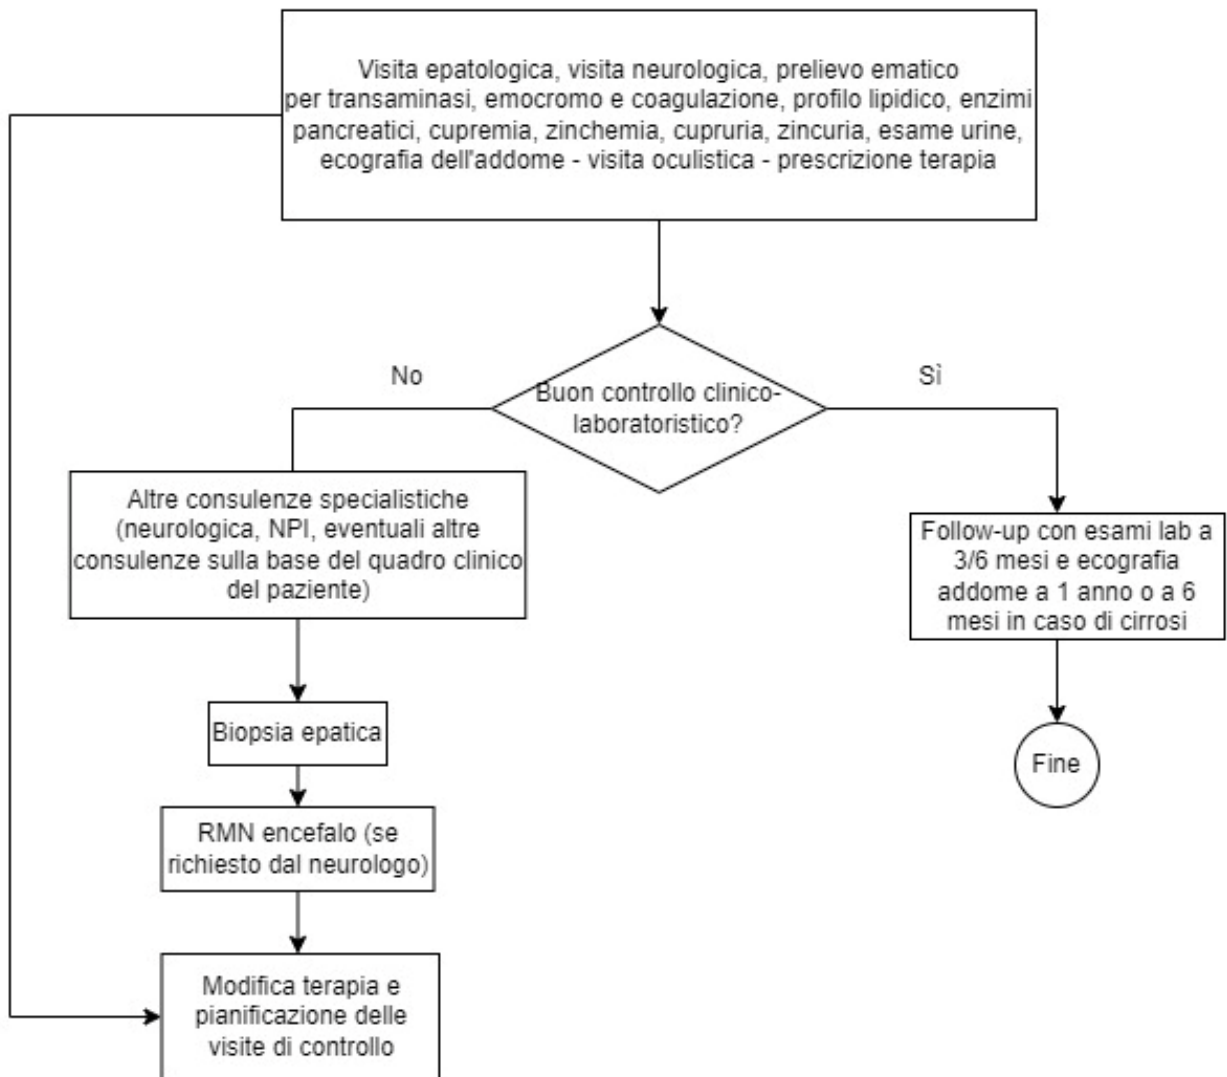 Visita epatologica, visita neurologica, prelievo ematico
per transaminasi, emocromo e coagulazione, profilo lipidico, enzimi
pancreatici, cupremia, zinchemia, cupruria, zincuria, esame urine,
ecografia dell'addome - visita oculistica - prescrizione terapia
No
Sì
Buon controllo clinico-
laboratoristico?
Altre consulenze specialistiche
(neurologica, NPI, eventuali altre
consulenze sulla base del quadro clinico
del paziente)
Follow-up con esami lab a
3/6 mesi e ecografia
addome a 1 anno o a 6
mesi in caso di cirrosi
Biopsia epatica
Fine
RMN encefalo (se
richiesto dal neurologo)
Modifica terapia e
pianificazione delle
visite di controllo